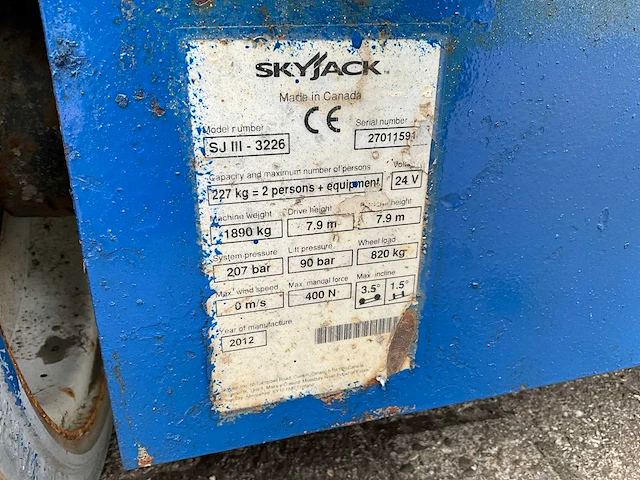 SKYJACK
Made in Canada
CE
Model number
Serial number
SJ III - 3226
27011591
Capacity and maximum number of persons
227 kg = 2 persons + equipment
24 V
Machine weight
Drive height
height
1890 kg
7.9 m
7.9 m
System pressure
Lift pressure
Wheel load
207 bar
90 bar
820 kg
Max. wind speed
Max. manual force
Max. incline
0 m/s
400 N
3.5°
1.5°
Year of manufacture
2012